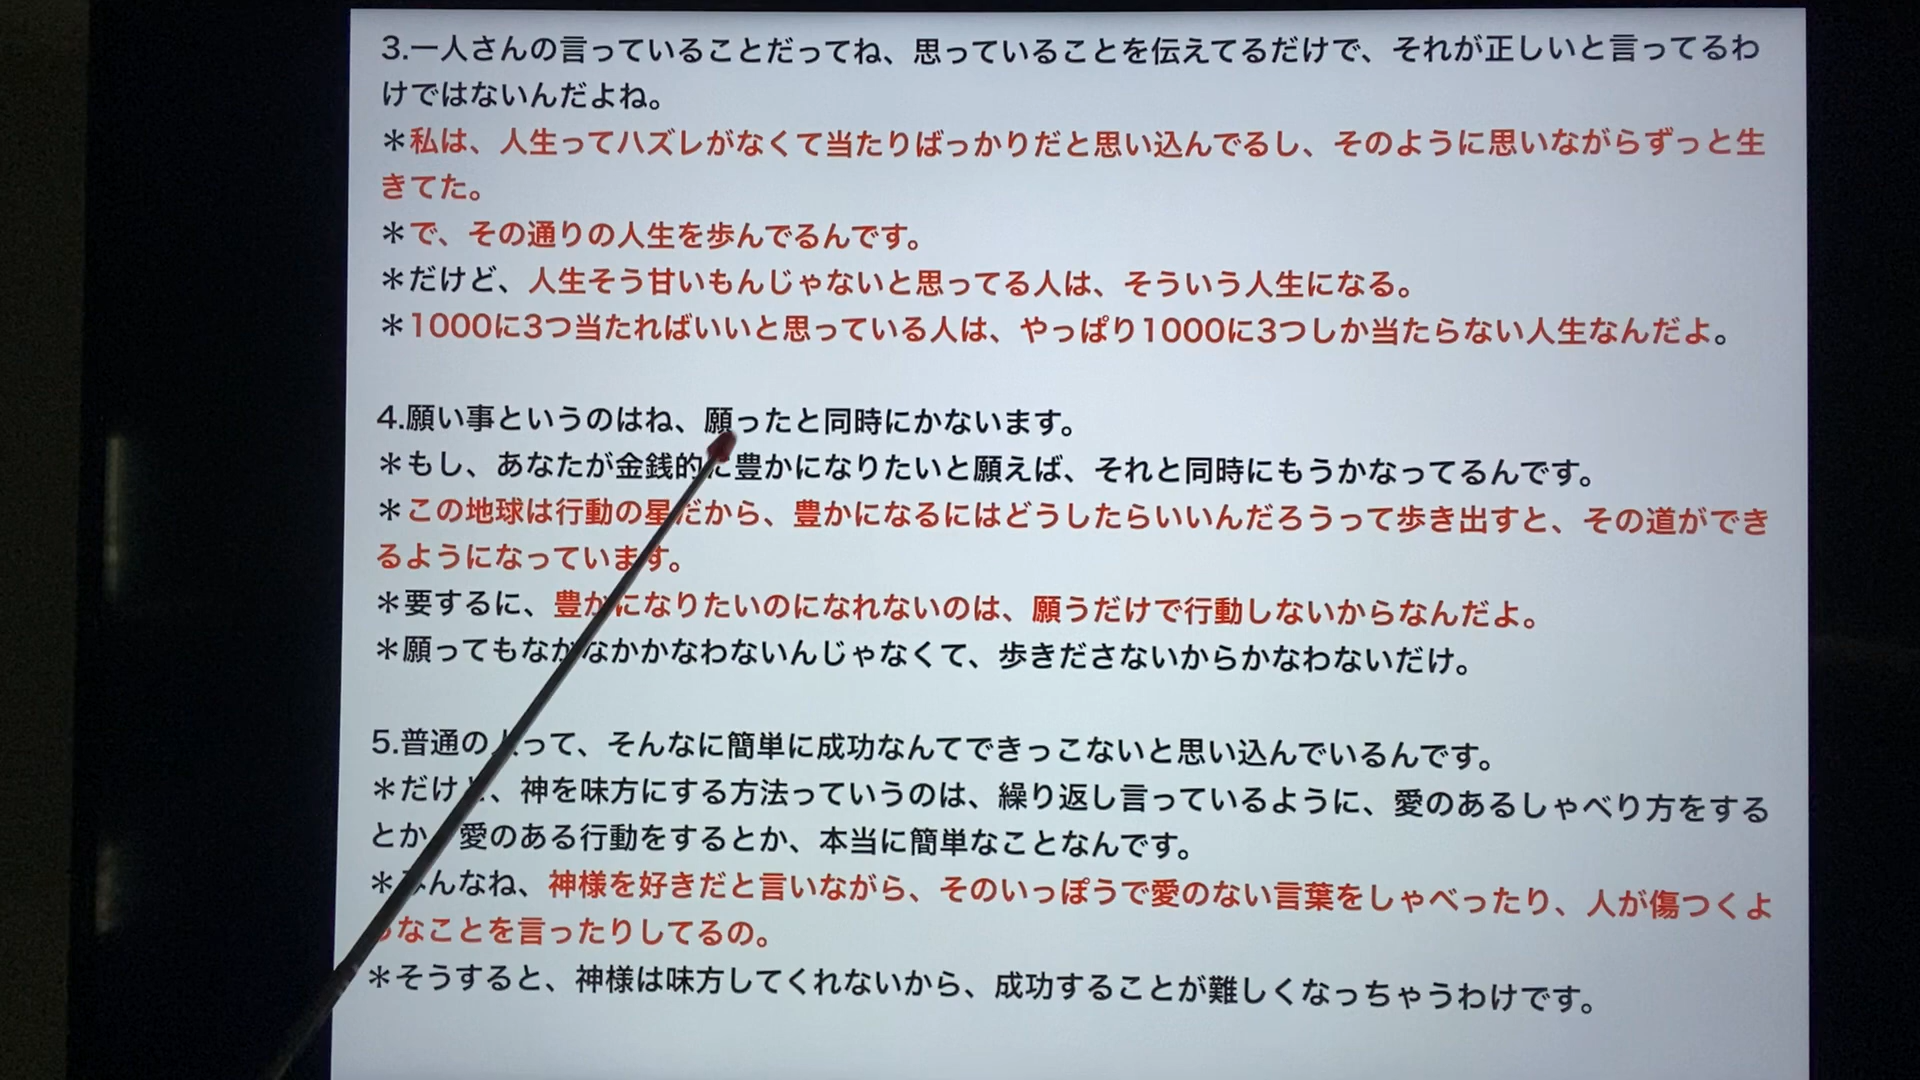 3.一人さんの言っていることだってね、思っていることを伝えてるだけで、それが正しいと言ってるわ
けではないんだよね。
＊私は、人生ってハズレがなくて当たりばっかりだと思い込んでるし、そのように思いながらずっと生
きてた。
＊で、その通りの人生を歩んでるんです。
＊だけど、人生そう甘いもんじゃないと思ってる人は、そういう人生になる。
＊1000に3つ当たればいいと思っている人は、やっぱり1000に3つしか当たらない人生なんだよ。
4.願い事というのはね、願ったと同時にかないます。
＊もし、あなたが金銭的に豊かになりたいと願えば、それと同時にもうかなってるんです。
＊この地球は行動の星だから、豊かになるにはどうしたらいいんだろうって歩き出すと、その道ができ
るようになっています。
＊要するに、豊かになりたいのになれないのは、願うだけで行動しないからなんだよ。
＊願ってもなかなかかなわないんじゃなくて、歩きださないからかなわないだけ。
5.普通の人って、そんなに簡単に成功なんてできっこないと思い込んでいるんです。
＊だけど、神を味方にする方法っていうのは、繰り返し言っているように、愛のあるしゃべり方をする
とか、愛のある行動をするとか、本当に簡単なことなんです。
＊みんなね、神様を好きだと言いながら、そのいっぽうで愛のない言葉をしゃべったり、人が傷つくよ
うなことを言ったりしてるの。
＊そうすると、神様は味方してくれないから、成功することが難しくなっちゃうわけです。